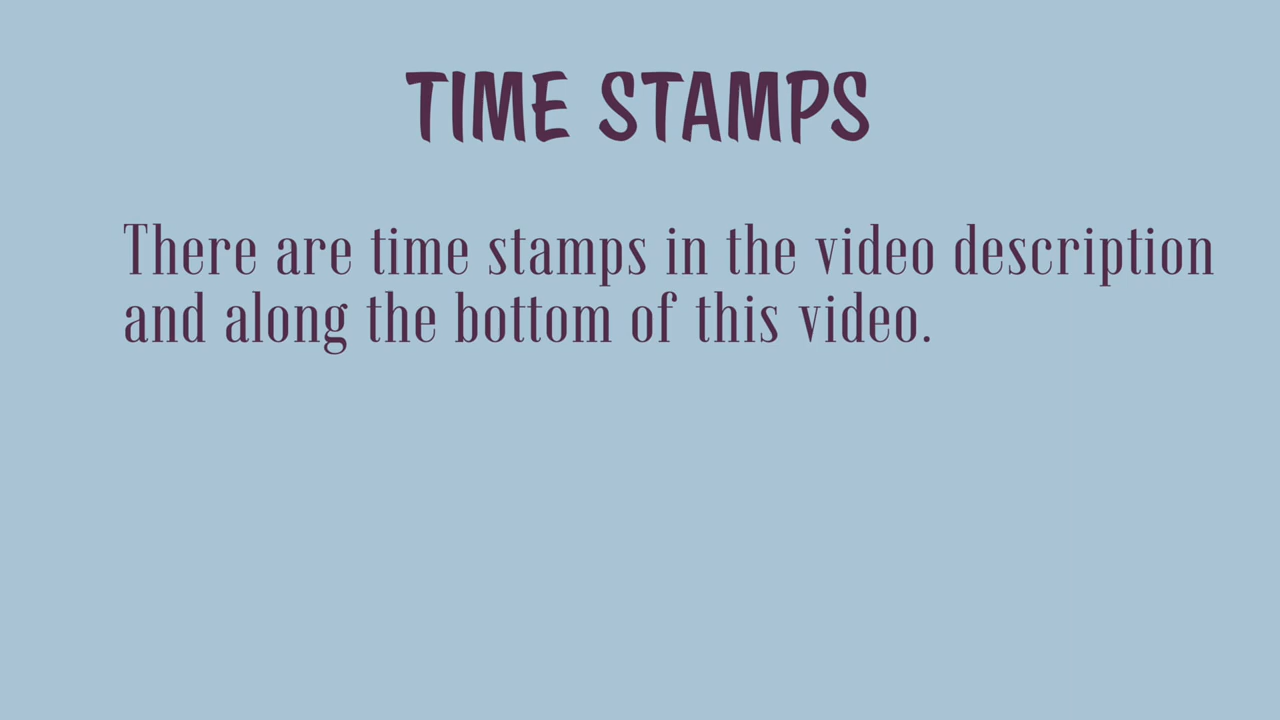 TIME STAMPS
There are time stamps in the video description
and along the bottom of this video.